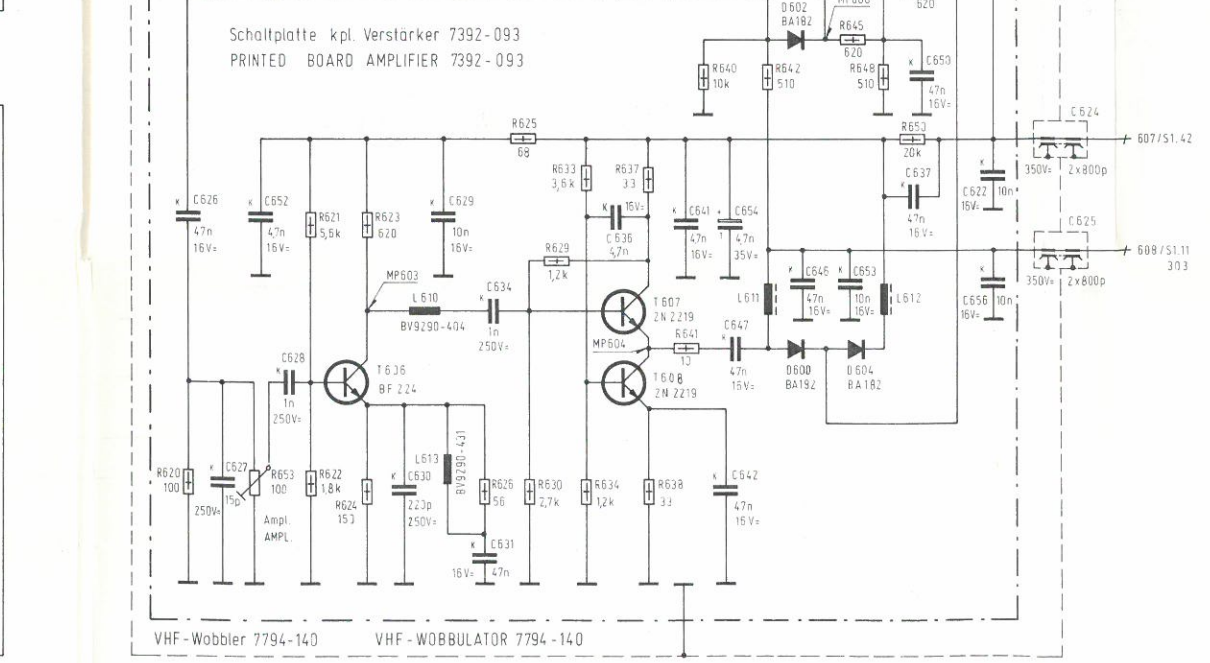 D602
BA182
620
Schaltplatte kpl. Verstärker 7392-093
PRINTED BOARD AMPLIFIER 7392-093
R645
620
R640
10k
R642
510
R648
510
K C650
47n
16V=
C624
R625
68
R650
20k
607/S1.42
350V= 2x800p
R633
3,6k
R637
33
C637
K
47n
16V=
K
C622 10n
16V=
K C626
47n
16V=
K C652
4,7n
16V=
R621
5,6k
R623
620
K C629
10n
16V=
K 16V=
C636
4,7n
K C641
4,7n
16V=
+ C654
4,7n
35V=
C625
608/S1.11
303
350V= 2x800p
R629
1,2k
MP603
L610
BV9290-404
C634
K
1n
250V=
T607
2N 2219
L611
K C646
47n
16V=
K C653
10n
16V=
L612
K
C656 10n
16V=
MP604
R641
10
C647
K
47n
16V=
D600
BA182
D604
BA182
C628
K
1n
250V=
T606
BF 224
T608
2N 2219
R620
100
K C627
15p
250V=
R653
100
Ampl.
AMPL.
R622
1,8k
R624
150
K C630
220p
250V=
L613
BV9290-431
R626
56
R630
2,7k
R634
1,2k
R638
33
K C642
47n
16V=
K C631
16V= 47n
VHF-Wobbler 7794-140
VHF-WOBBULATOR 7794-140